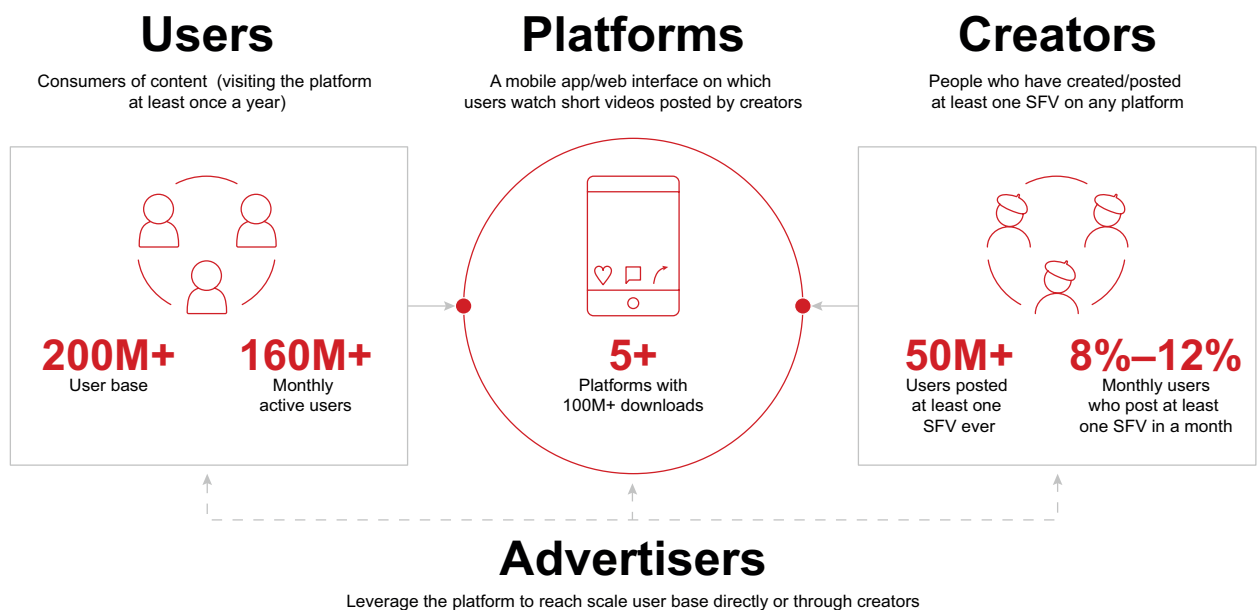 Users
Consumers of content (visiting the platform
at least once a year)
200M+
User base
160M+
Monthly
active users
Platforms
A mobile app/web interface on which
users watch short videos posted by creators
5+
Platforms with
100M+ downloads
Creators
People who have created/posted
at least one SFV on any platform
50M+
Users posted
at least one
SFV ever
8%–12%
Monthly users
who post at least
one SFV in a month
Advertisers
Leverage the platform to reach scale user base directly or through creators